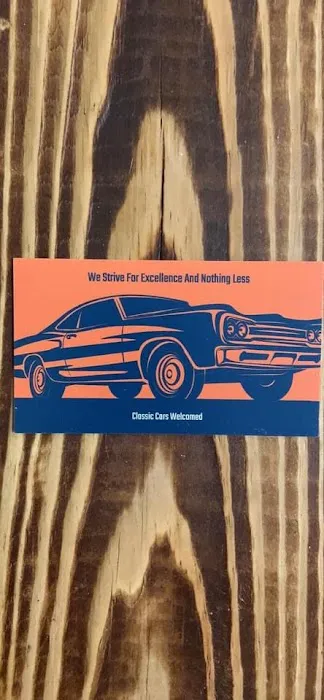 We Strive For Excellence And Nothing Less
Classic Cars Welcomed